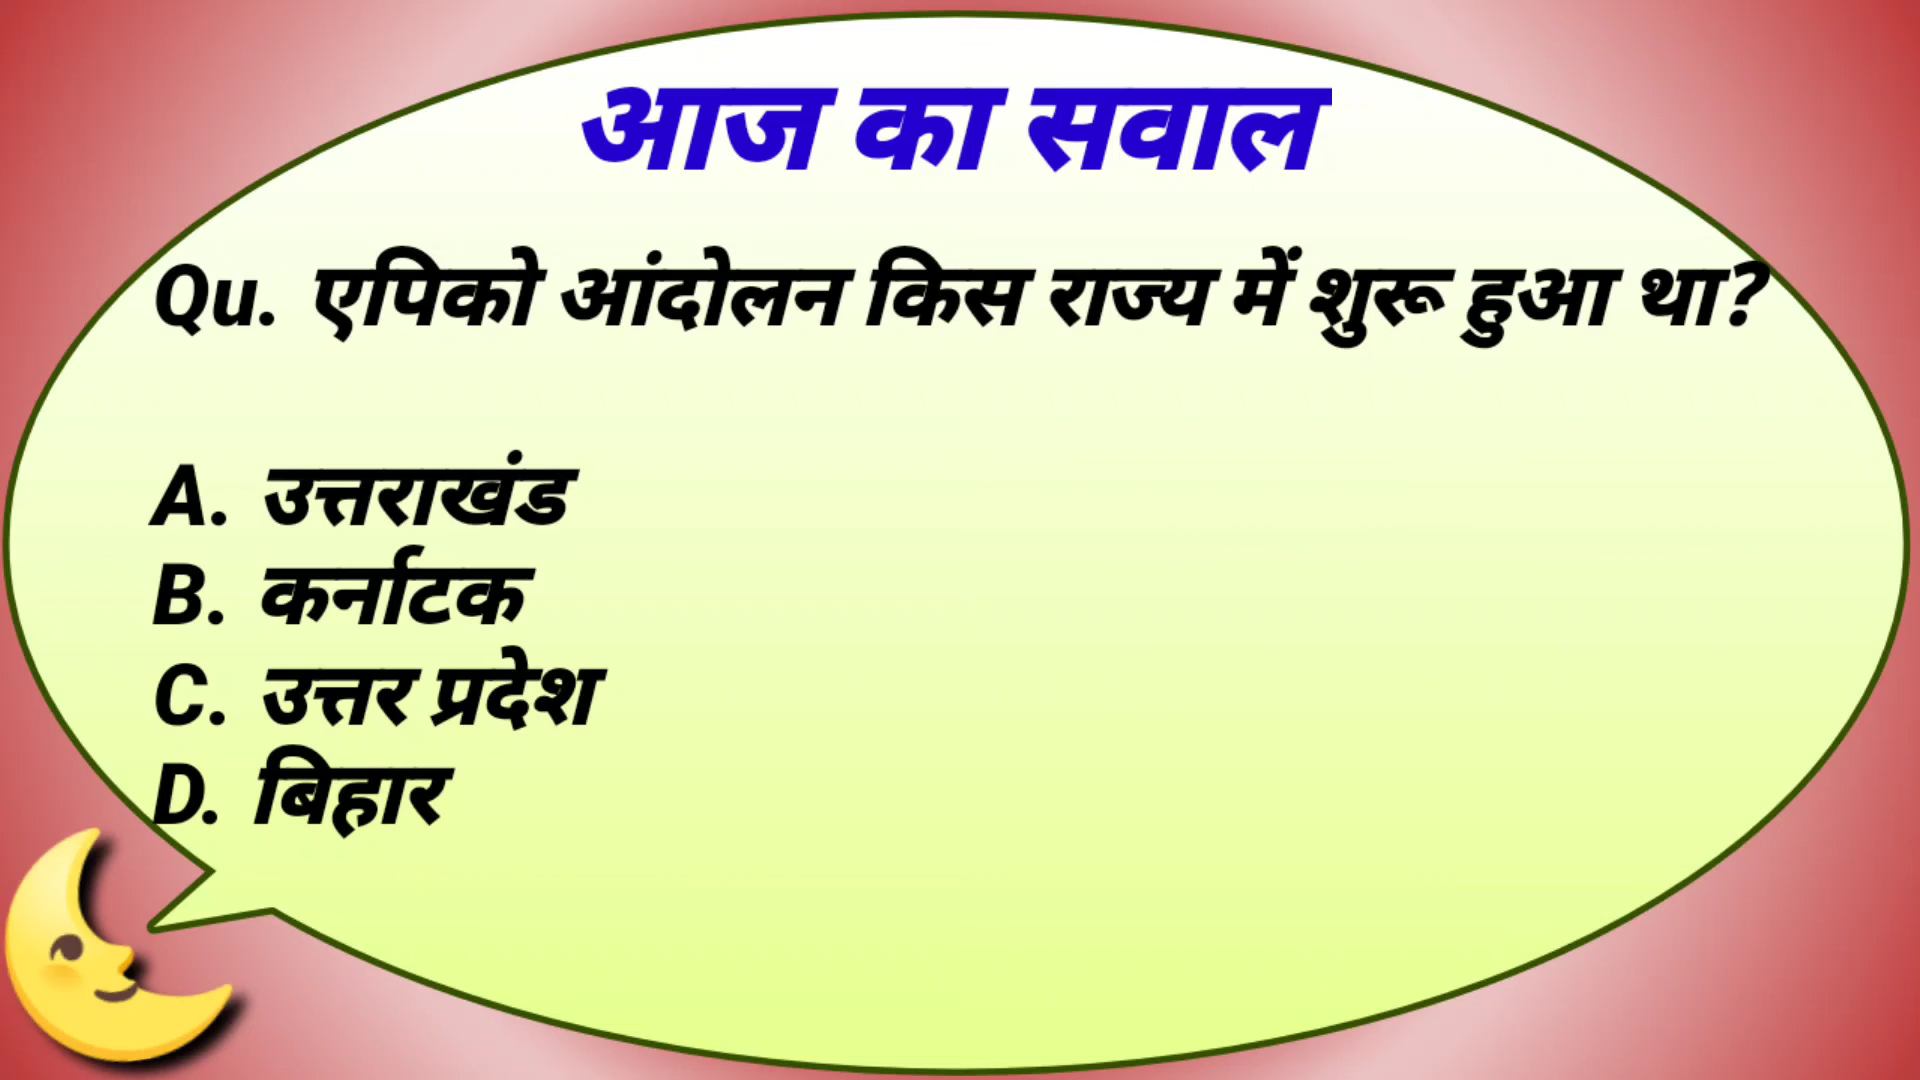 आज का सवाल
Qu. एपिको आंदोलन किस राज्य में शुरू हुआ था?
A. उत्तराखंड
B. कर्नाटक
C. उत्तर प्रदेश
D. बिहार